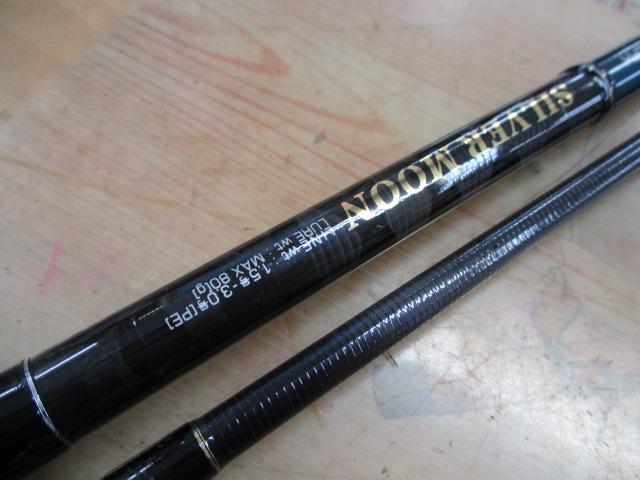 SILVER MOON
LINE wt : 1.5号-3.0号[PE]
LURE wt : MAX 80[g]